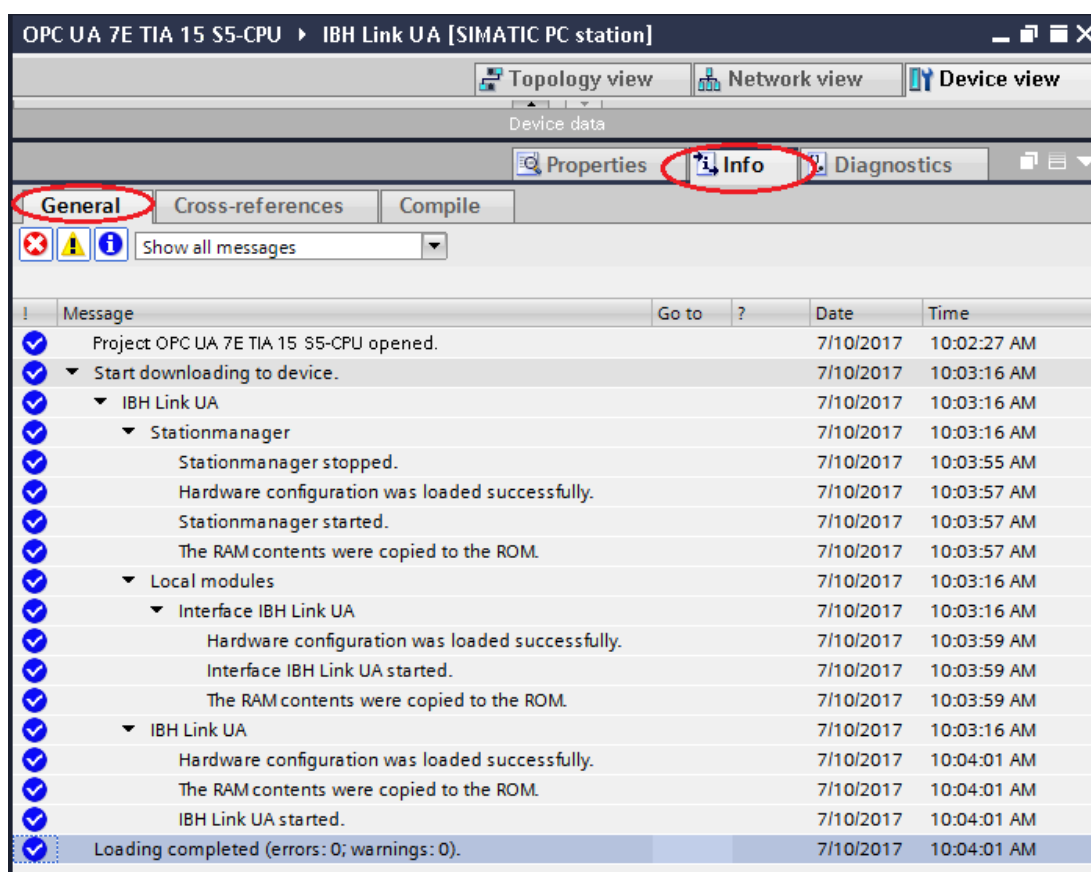 OPC UA 7E TIA 15 S5-CPU ▸ IBH Link UA [SIMATIC PC station]
Topology view Network view Device view
Device data
Properties Info Diagnostics
General Cross-references Compile
Show all messages
! Message Go to ? Date Time
Project OPC UA 7E TIA 15 S5-CPU opened. 7/10/2017 10:02:27 AM
Start downloading to device. 7/10/2017 10:03:16 AM
IBH Link UA 7/10/2017 10:03:16 AM
Stationmanager 7/10/2017 10:03:16 AM
Stationmanager stopped. 7/10/2017 10:03:55 AM
Hardware configuration was loaded successfully. 7/10/2017 10:03:57 AM
Stationmanager started. 7/10/2017 10:03:57 AM
The RAM contents were copied to the ROM. 7/10/2017 10:03:57 AM
Local modules 7/10/2017 10:03:16 AM
Interface IBH Link UA 7/10/2017 10:03:16 AM
Hardware configuration was loaded successfully. 7/10/2017 10:03:59 AM
Interface IBH Link UA started. 7/10/2017 10:03:59 AM
The RAM contents were copied to the ROM. 7/10/2017 10:03:59 AM
IBH Link UA 7/10/2017 10:03:16 AM
Hardware configuration was loaded successfully. 7/10/2017 10:04:01 AM
The RAM contents were copied to the ROM. 7/10/2017 10:04:01 AM
IBH Link UA started. 7/10/2017 10:04:01 AM
Loading completed (errors: 0; warnings: 0). 7/10/2017 10:04:01 AM